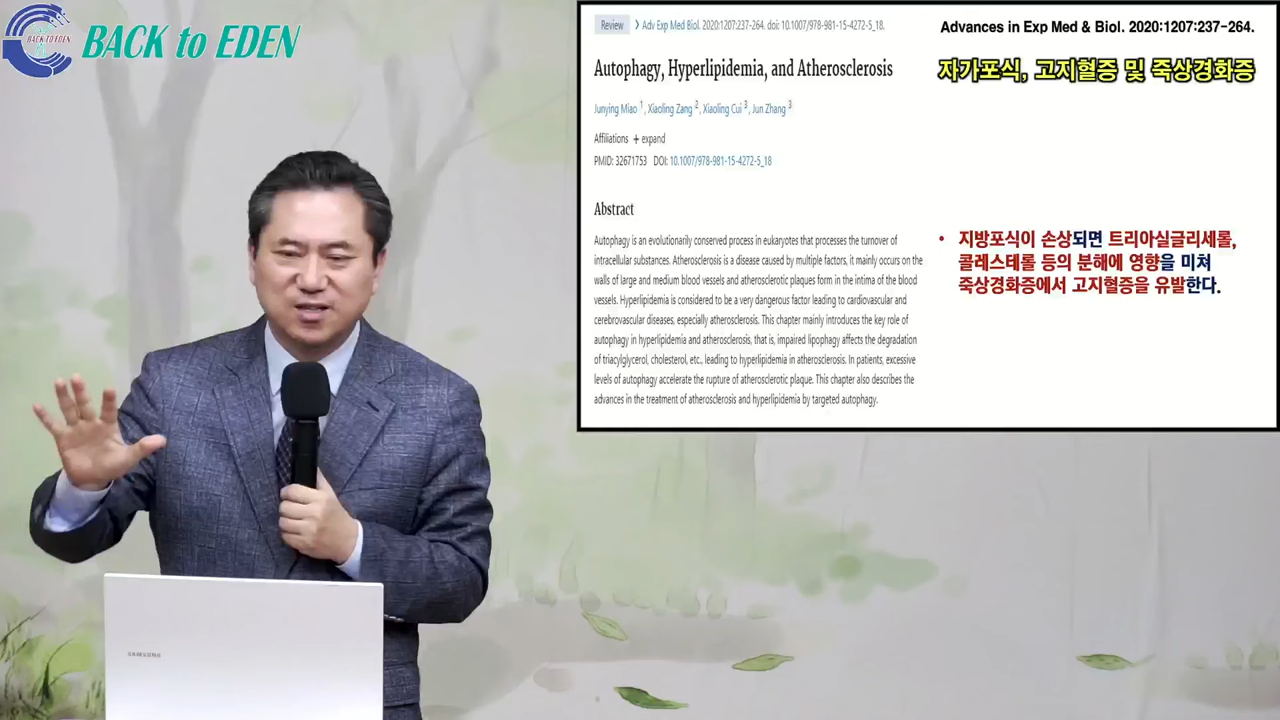 BACK TO EDEN
BACK to EDEN
Review
Adv Exp Med Biol. 2020:1207:237-264. doi: 10.1007/978-981-15-4272-5_18.
Autophagy, Hyperlipidemia, and Atherosclerosis
Junying Miao 1, Xiaoling Zang 2, Xiaoling Cui 3, Jun Zhang 3
Affiliations + expand
PMID: 32671753 DOI: 10.1007/978-981-15-4272-5_18
Abstract
Autophagy is an evolutionarily conserved process in eukaryotes that processes the turnover of
intracellular substances. Atherosclerosis is a disease caused by multiple factors, it mainly occurs on the
walls of large and medium blood vessels and atherosclerotic plaques form in the intima of the blood
vessels. Hyperlipidemia is considered to be a very dangerous factor leading to cardiovascular and
cerebrovascular diseases, especially atherosclerosis. This chapter mainly introduces the key role of
autophagy in hyperlipidemia and atherosclerosis, that is, impaired lipophagy affects the degradation
of triacylglycerol, cholesterol, etc., leading to hyperlipidemia in atherosclerosis. In patients, excessive
levels of autophagy accelerate the rupture of atherosclerotic plaque. This chapter also describes the
advances in the treatment of atherosclerosis and hyperlipidemia by targeted autophagy.
Advances in Exp Med & Biol. 2020:1207:237-264.
자가포식, 고지혈증 및 죽상경화증
• 지방포식이 손상되면 트리아실글리세롤,
콜레스테롤 등의 분해에 영향을 미쳐
죽상경화증에서 고지혈증을 유발한다.
SAMSUNG